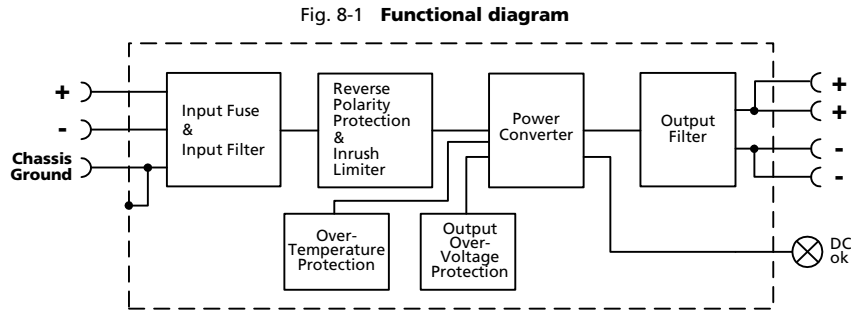 Fig. 8-1 Functional diagram
+
-
Chassis
Ground
Input Fuse
&
Input Filter
Reverse
Polarity
Protection
&
Inrush
Limiter
Power
Converter
Output
Filter
+
+
-
-
Over-
Temperature
Protection
Output
Over-
Voltage
Protection
DC
ok